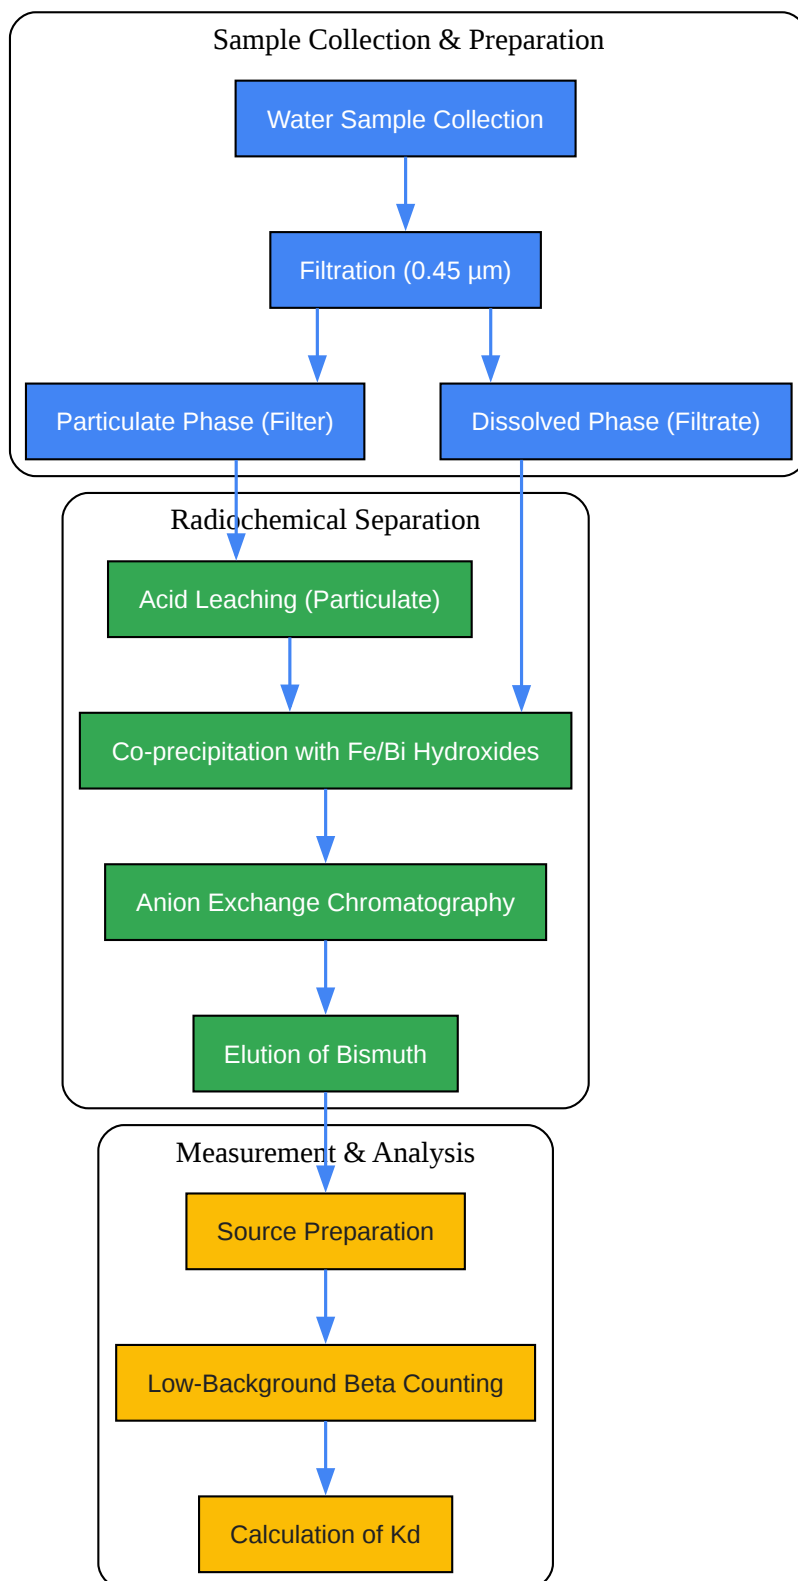 Sample Collection & Preparation
Water Sample Collection
Filtration (0.45 µm)
Particulate Phase (Filter)
Dissolved Phase (Filtrate)
Radiochemical Separation
Acid Leaching (Particulate)
Co-precipitation with Fe/Bi Hydroxides
Anion Exchange Chromatography
Elution of Bismuth
Measurement & Analysis
Source Preparation
Low-Background Beta Counting
Calculation of Kd